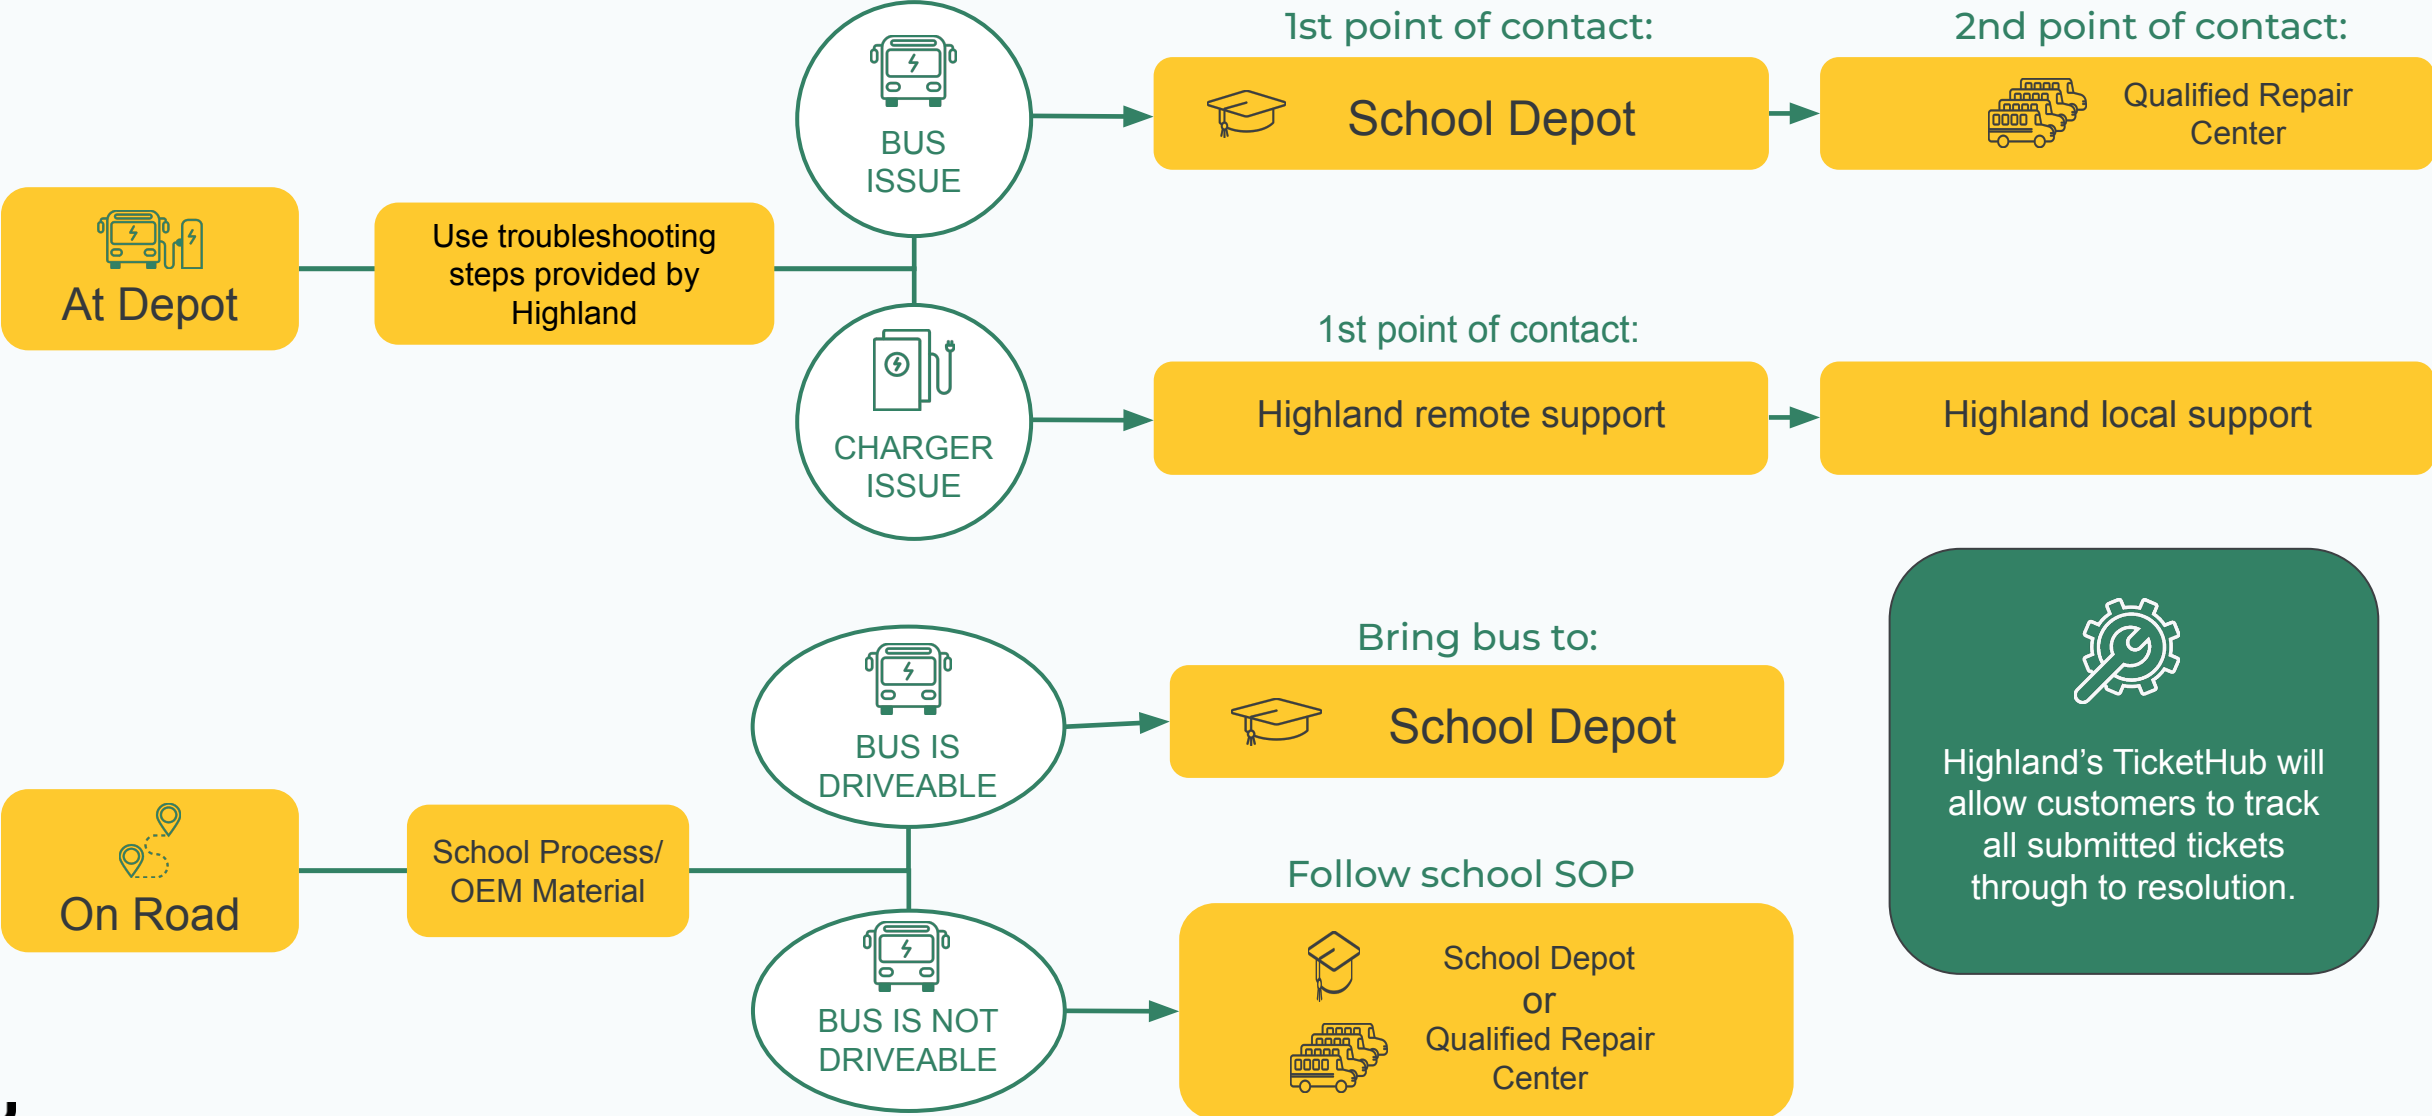 1st point of contact:
2nd point of contact:
BUS
ISSUE
School Depot
Qualified Repair
Center
At Depot
Use troubleshooting
steps provided by
Highland
1st point of contact:
CHARGER
ISSUE
Highland remote support
Highland local support
Bring bus to:
BUS IS
DRIVEABLE
School Depot
On Road
School Process/
OEM Material
Follow school SOP
BUS IS NOT
DRIVEABLE
School Depot
or
Qualified Repair
Center
Highland’s TicketHub will
allow customers to track
all submitted tickets
through to resolution.